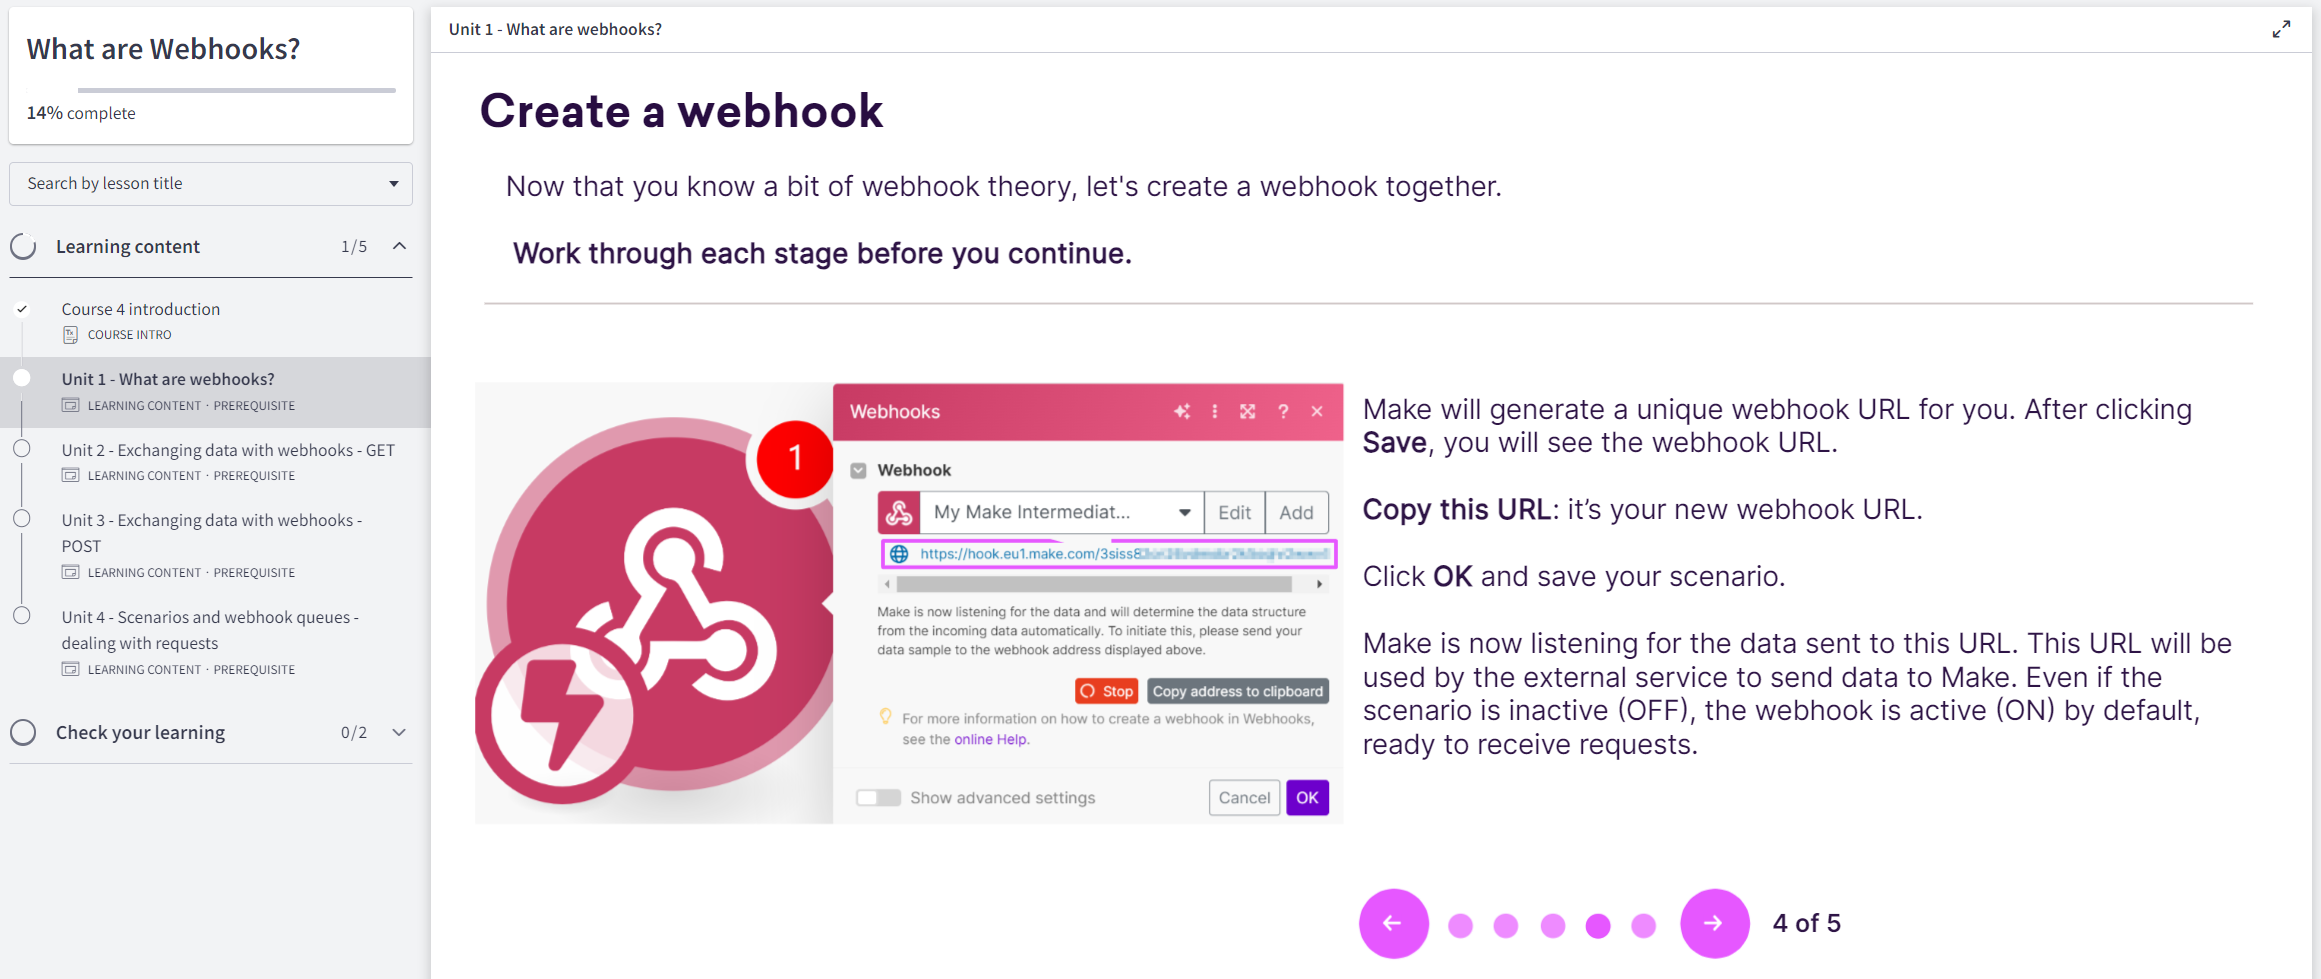 What are Webhooks?
14% complete
Search by lesson title
Learning content 1/5
Course 4 introduction
COURSE INTRO
Unit 1 - What are webhooks?
LEARNING CONTENT · PREREQUISITE
Unit 2 - Exchanging data with webhooks - GET
LEARNING CONTENT · PREREQUISITE
Unit 3 - Exchanging data with webhooks -
POST
LEARNING CONTENT · PREREQUISITE
Unit 4 - Scenarios and webhook queues -
dealing with requests
LEARNING CONTENT · PREREQUISITE
Check your learning 0/2
Unit 1 - What are webhooks?
Create a webhook
Now that you know a bit of webhook theory, let's create a webhook together.
Work through each stage before you continue.
1
Webhooks
?
Webhook
My Make Intermediat...
Edit
Add
https://hook.eu1.make.com/3siss8
Make is now listening for the data and will determine the data structure
from the incoming data automatically. To initiate this, please send your
data sample to the webhook address displayed above.
Stop
Copy address to clipboard
For more information on how to create a webhook in Webhooks,
see the online Help.
Show advanced settings
Cancel
OK
Make will generate a unique webhook URL for you. After clicking
Save, you will see the webhook URL.
Copy this URL: it’s your new webhook URL.
Click OK and save your scenario.
Make is now listening for the data sent to this URL. This URL will be
used by the external service to send data to Make. Even if the
scenario is inactive (OFF), the webhook is active (ON) by default,
ready to receive requests.
4 of 5